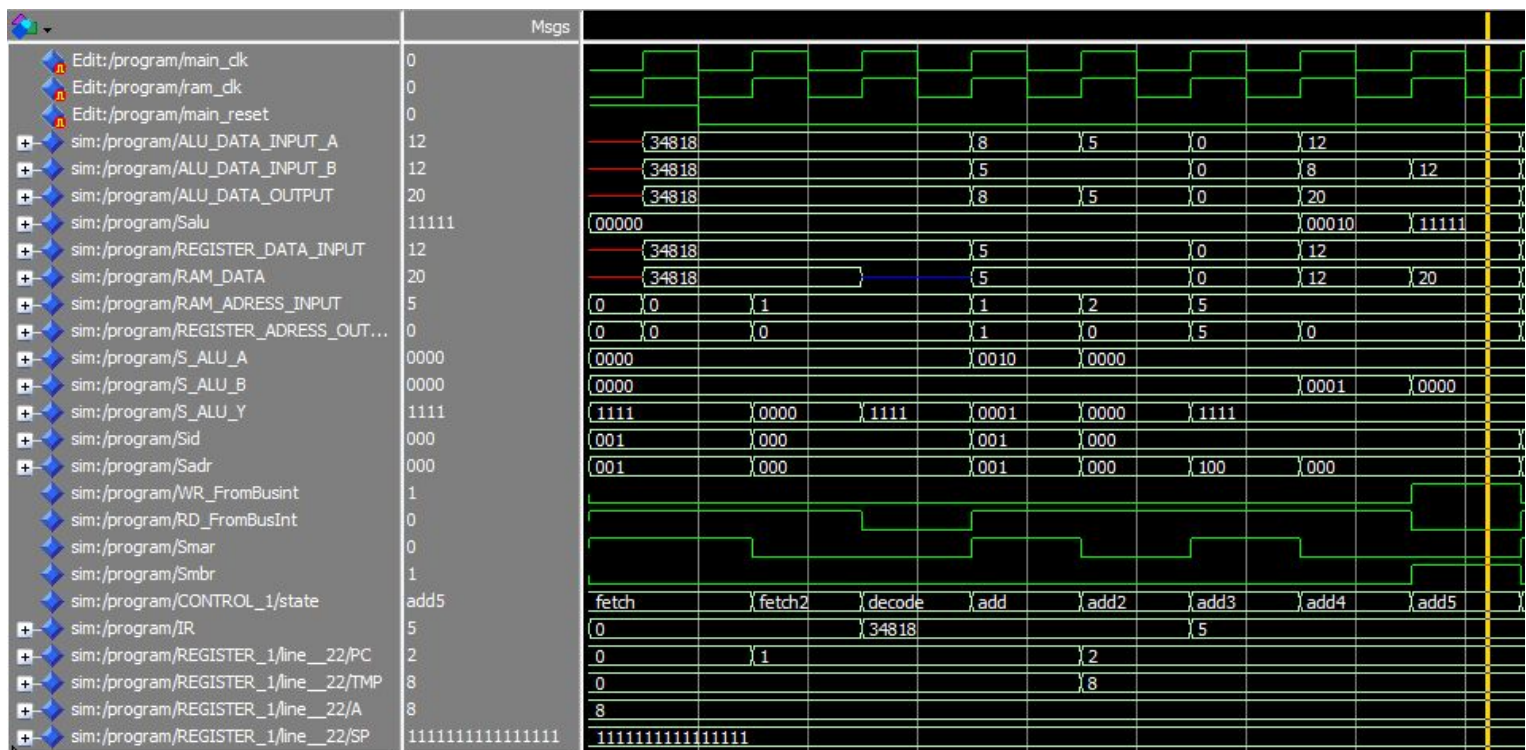 Msgs
Edit:/program/main_clk 0
Edit:/program/ram_clk 0
Edit:/program/main_reset 0
sim:/program/ALU_DATA_INPUT_A 12 34818 8 5 0 12
sim:/program/ALU_DATA_INPUT_B 12 34818 5 0 8 12
sim:/program/ALU_DATA_OUTPUT 20 34818 8 5 0 20
sim:/program/Salu 11111 00000 00010 11111
sim:/program/REGISTER_DATA_INPUT 12 34818 5 0 12
sim:/program/RAM_DATA 20 34818 5 0 12 20
sim:/program/RAM_ADRESS_INPUT 5 0 0 1 1 2 5
sim:/program/REGISTER_ADRESS_OUT... 0 0 0 0 1 0 5 0
sim:/program/S_ALU_A 0000 0000 0010 0000
sim:/program/S_ALU_B 0000 0000 0001 0000
sim:/program/S_ALU_Y 1111 1111 0000 1111 0001 0000 1111
sim:/program/Sid 000 001 000 001 000
sim:/program/Sadr 000 001 000 001 000 100 000
sim:/program/WR_FromBusint 1
sim:/program/RD_FromBusInt 0
sim:/program/Smar 0
sim:/program/Smbr 1
sim:/program/CONTROL_1/state add5 fetch fetch2 decode add add2 add3 add4 add5
sim:/program/IR 5 0 34818 5
sim:/program/REGISTER_1/line__22/PC 2 0 1 2
sim:/program/REGISTER_1/line__22/TMP 8 0 8
sim:/program/REGISTER_1/line__22/A 8 8
sim:/program/REGISTER_1/line__22/SP 1111111111111111 1111111111111111